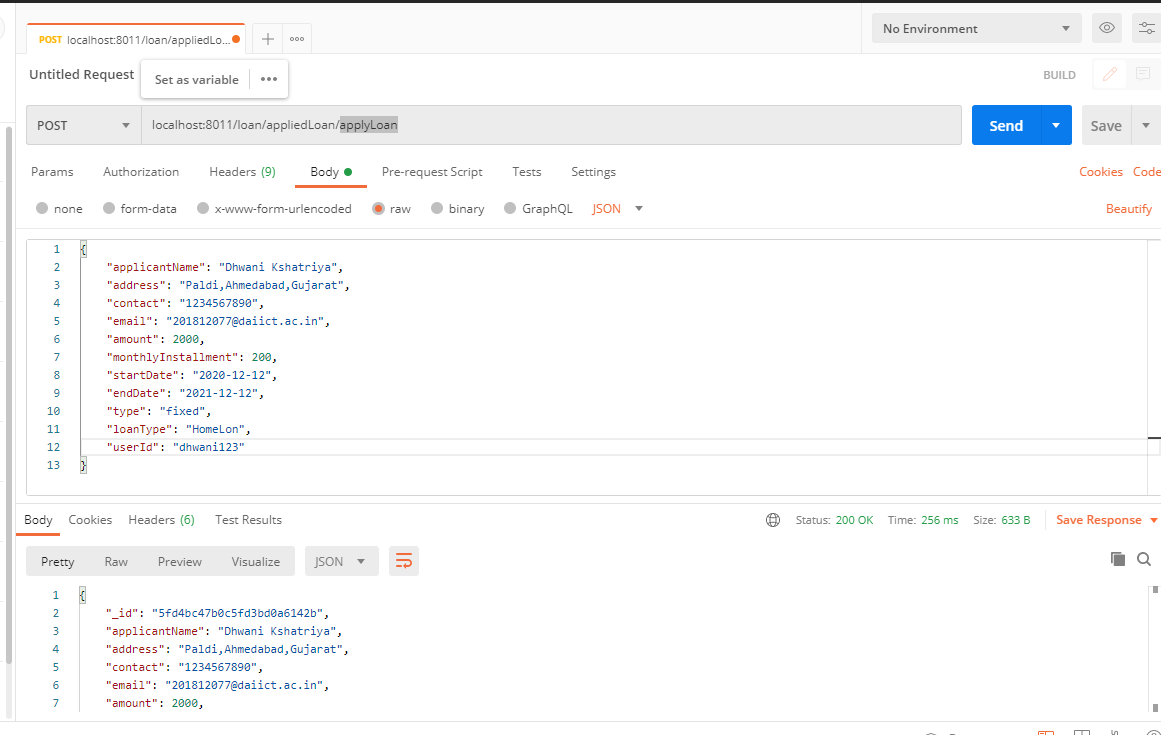 POST localhost:8011/loan/appliedLo...
No Environment
Untitled Request
Set as variable
BUILD
POST
localhost:8011/loan/appliedLoan/applyLoan
Send
Save
Params Authorization Headers (9) Body Pre-request Script Tests Settings
Cookies Code
none form-data x-www-form-urlencoded raw binary GraphQL JSON
Beautify
1 {
2 "applicantName": "Dhwani Kshatriya",
3 "address": "Paldi,Ahmedabad,Gujarat",
4 "contact": "1234567890",
5 "email": "201812077@daiict.ac.in",
6 "amount": 2000,
7 "monthlyInstallment": 200,
8 "startDate": "2020-12-12",
9 "endDate": "2021-12-12",
10 "type": "fixed",
11 "loanType": "HomeLon",
12 "userId": "dhwani123"
13 }
Body Cookies Headers (6) Test Results
Status: 200 OK Time: 256 ms Size: 633 B
Save Response
Pretty Raw Preview Visualize JSON
1 {
2 "_id": "5fd4bc47b0c5fd3bd0a6142b",
3 "applicantName": "Dhwani Kshatriya",
4 "address": "Paldi,Ahmedabad,Gujarat",
5 "contact": "1234567890",
6 "email": "201812077@daiict.ac.in",
7 "amount": 2000,